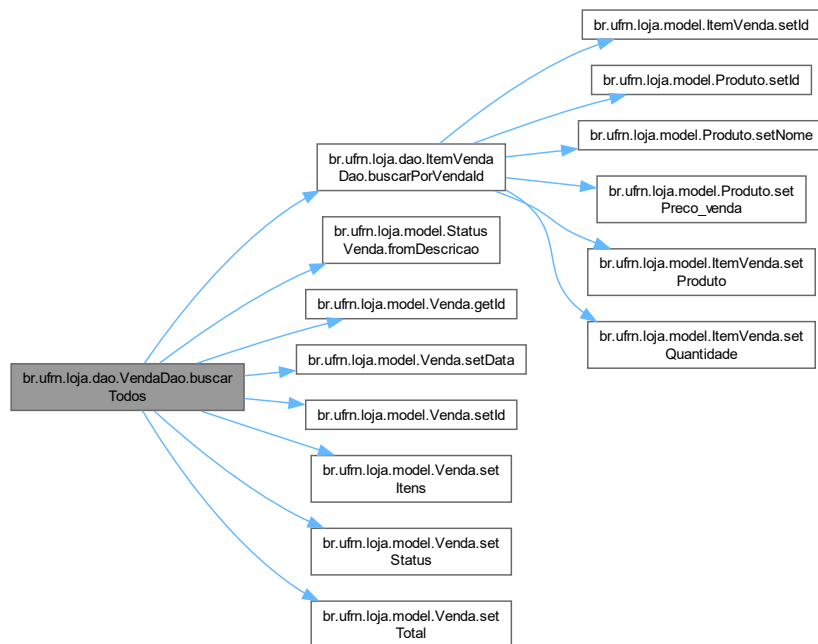 br.ufrn.loja.model.ItemVenda.setId
br.ufrn.loja.model.Produto.setId
br.ufrn.loja.model.Produto.setNome
br.ufrn.loja.dao.ItemVenda
Dao.buscarPorVendaId
br.ufrn.loja.model.Produto.set
Preco_venda
br.ufrn.loja.model.Status
Venda.fromDescricao
br.ufrn.loja.model.ItemVenda.set
Produto
br.ufrn.loja.model.Venda.getId
br.ufrn.loja.model.ItemVenda.set
Quantidade
br.ufrn.loja.model.Venda.setData
br.ufrn.loja.dao.VendaDao.buscar
Todos
br.ufrn.loja.model.Venda.setId
br.ufrn.loja.model.Venda.set
Itens
br.ufrn.loja.model.Venda.set
Status
br.ufrn.loja.model.Venda.set
Total